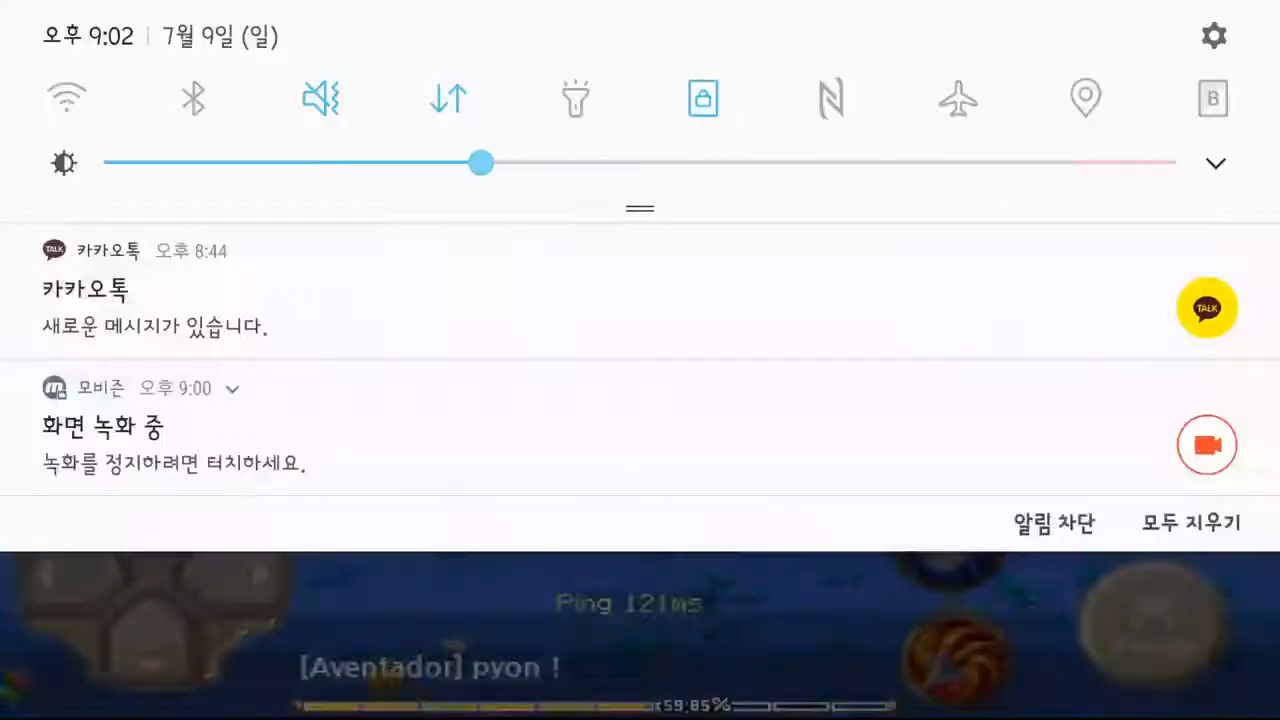 오후 9:02 | 7월 9일 (일)
B
TALK 카카오톡 오후 8:44
카카오톡
새로운 메시지가 있습니다.
TALK
모비즌 오후 9:00
화면 녹화 중
녹화를 정지하려면 터치하세요.
알림 차단 모두 지우기
Ping 121ms
[Aventador] pyon !
59.85%